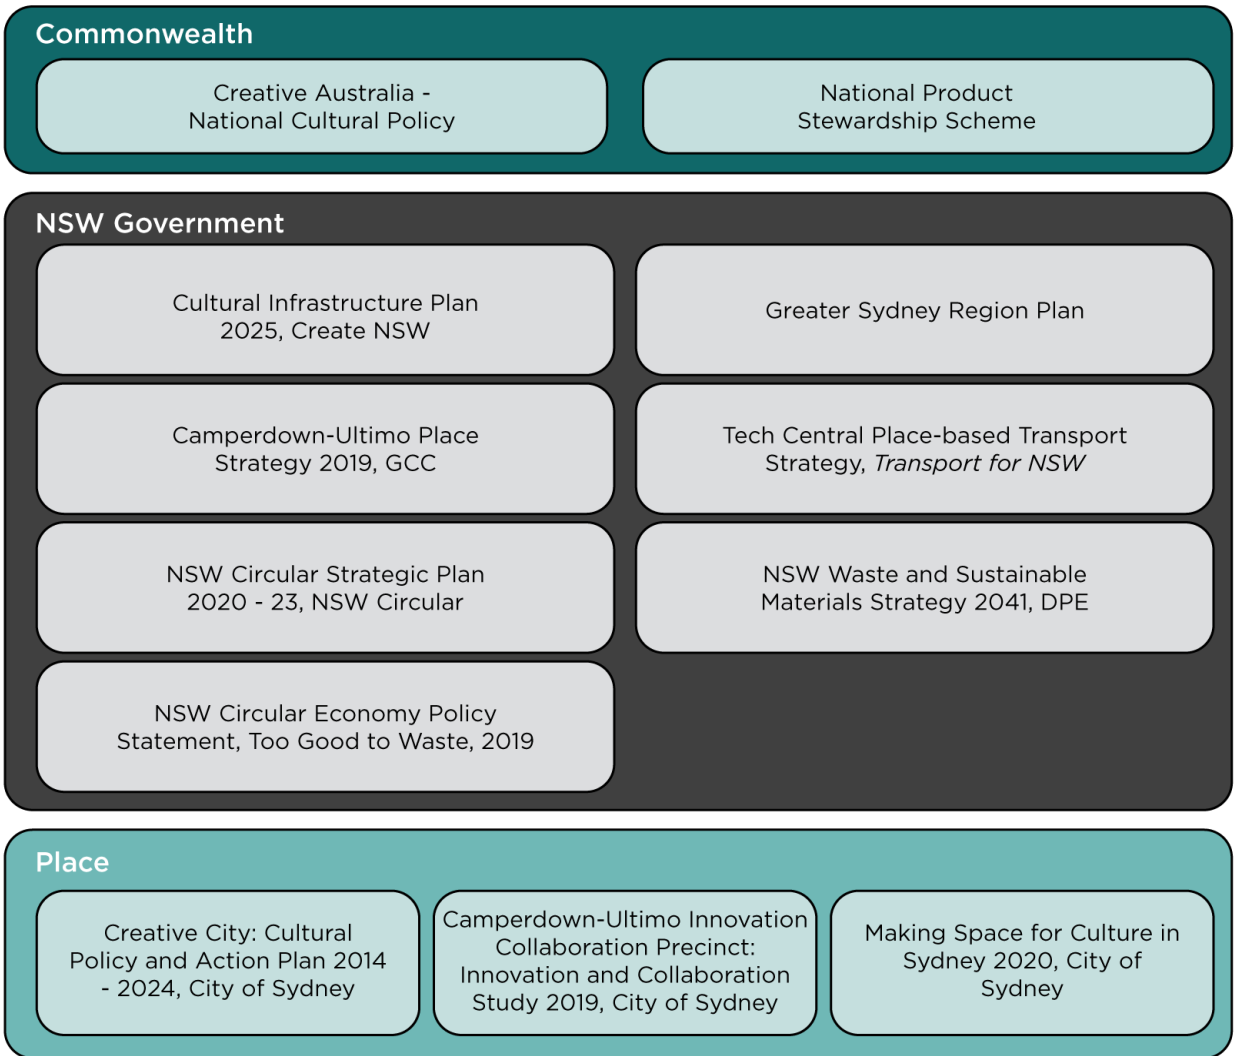 Commonwealth
Creative Australia -
National Cultural Policy
National Product
Stewardship Scheme
NSW Government
Cultural Infrastructure Plan
2025, Create NSW
Greater Sydney Region Plan
Camperdown-Ultimo Place
Strategy 2019, GCC
Tech Central Place-based Transport
Strategy, Transport for NSW
NSW Circular Strategic Plan
2020 - 23, NSW Circular
NSW Waste and Sustainable
Materials Strategy 2041, DPE
NSW Circular Economy Policy
Statement, Too Good to Waste, 2019
Place
Creative City: Cultural
Policy and Action Plan 2014
- 2024, City of Sydney
Camperdown-Ultimo Innovation
Collaboration Precinct:
Innovation and Collaboration
Study 2019, City of Sydney
Making Space for Culture in
Sydney 2020, City of
Sydney